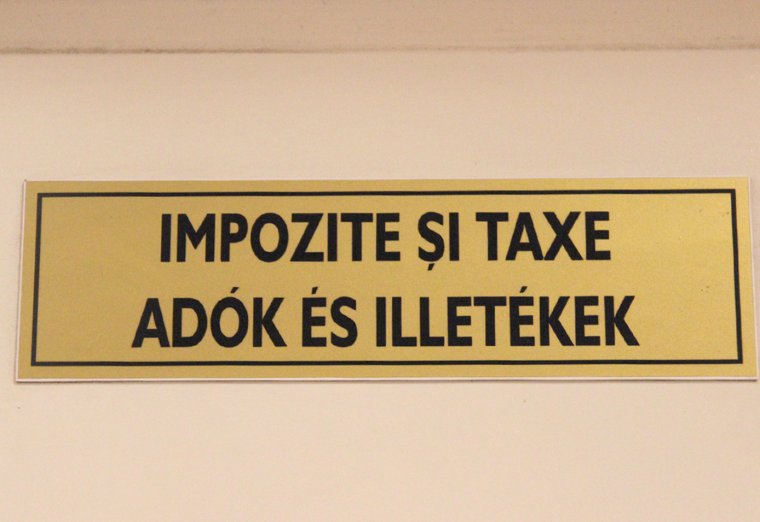 IMPOZITE ȘI TAXE
ADÓK ÉS ILLETÉKEK